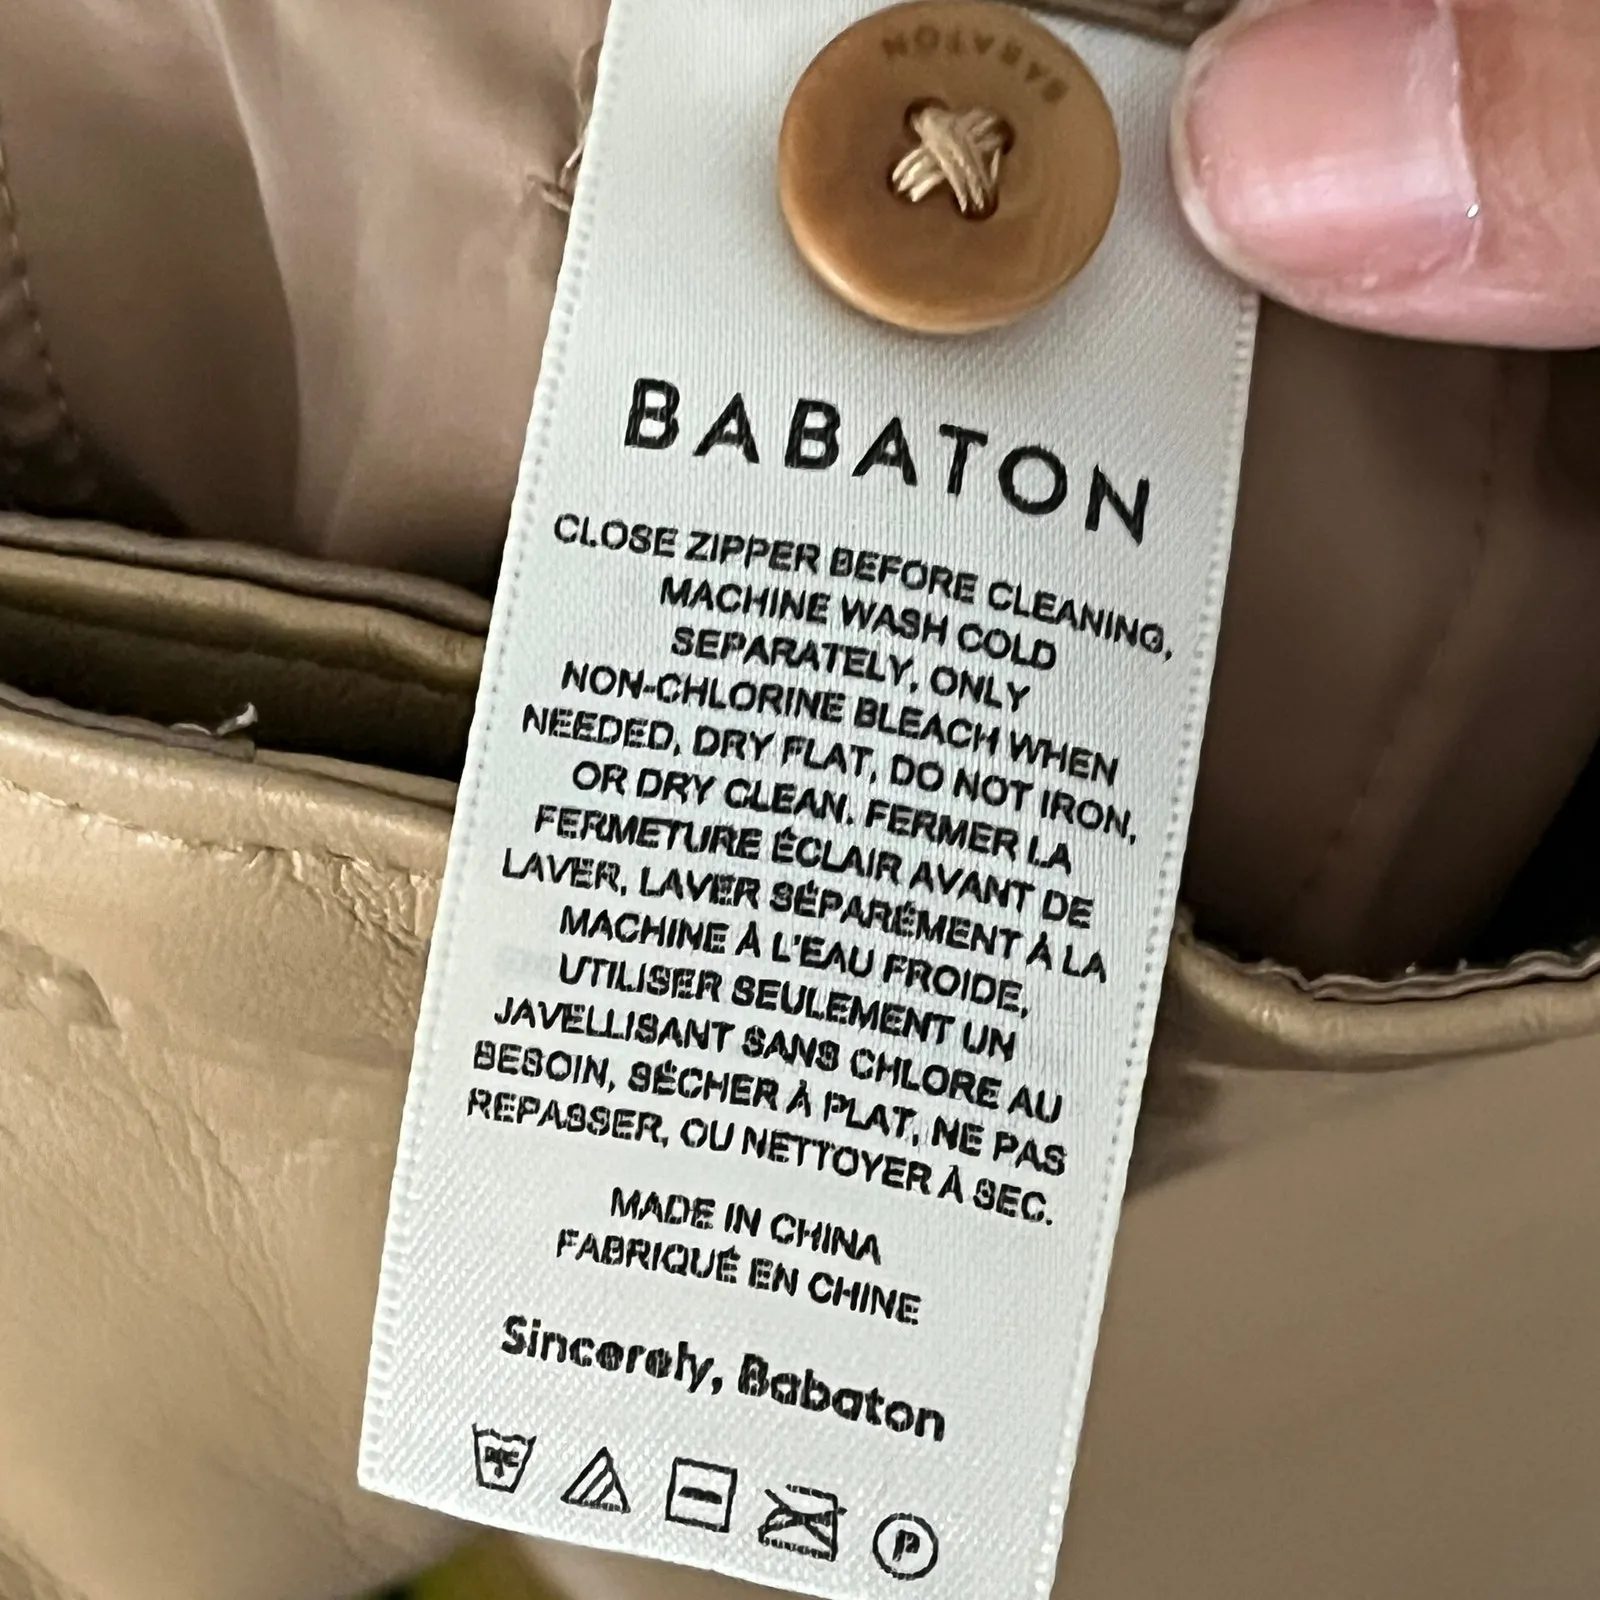 BABATON
BABATON
CLOSE ZIPPER BEFORE CLEANING,
MACHINE WASH COLD
SEPARATELY, ONLY
NON-CHLORINE BLEACH WHEN
NEEDED, DRY FLAT, DO NOT IRON,
OR DRY CLEAN. FERMER LA
FERMETURE ÉCLAIR AVANT DE
LAVER, LAVER SÉPARÉMENT À LA
MACHINE À L'EAU FROIDE,
UTILISER SEULEMENT UN
JAVELLISANT SANS CHLORE AU
BESOIN, SÉCHER À PLAT, NE PAS
REPASSER, OU NETTOYER À SEC.
MADE IN CHINA
FABRIQUÉ EN CHINE
Sincerely, Babaton
P